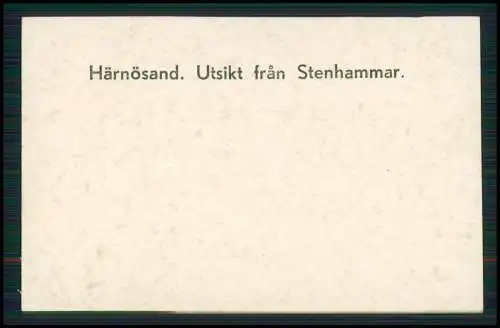 Härnösand. Utsikt från Stenhammar.